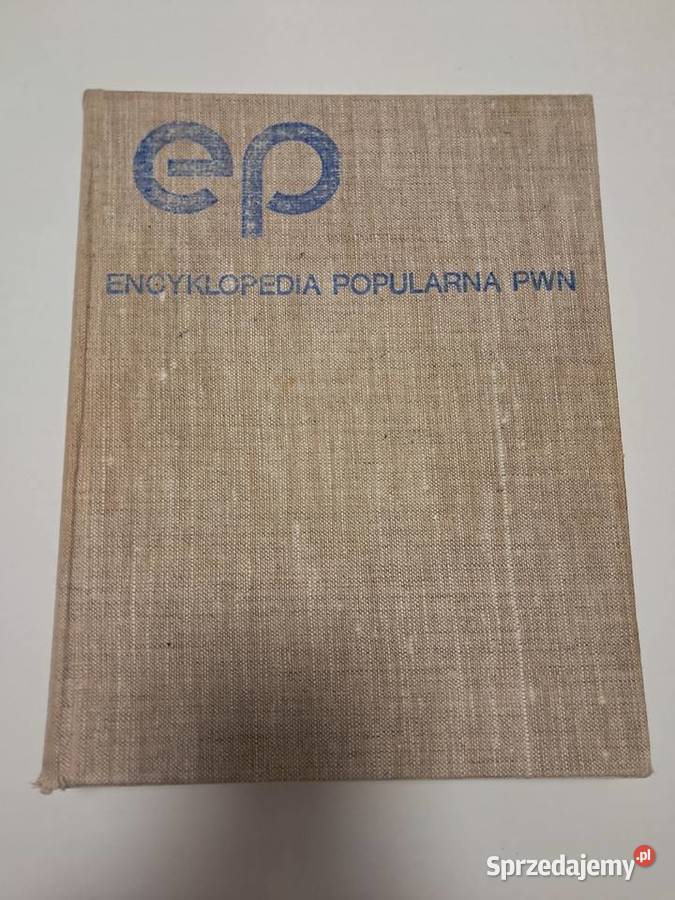 ep
ENCYKLOPEDIA POPULARNA PWN
Sprzedajemy.pl